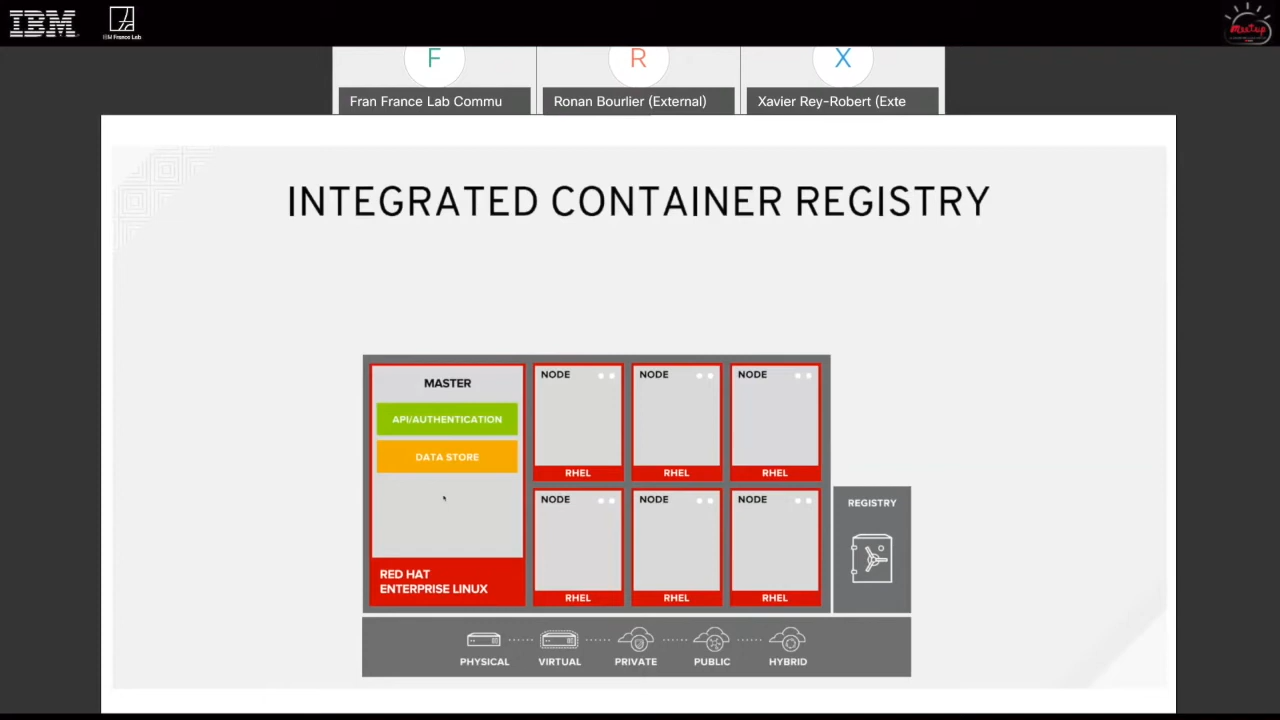 IBM
IBM France Lab
Meetup
F
R
X
Fran France Lab Commu
Ronan Bourlier (External)
Xavier Rey-Robert (Exte
INTEGRATED CONTAINER REGISTRY
MASTER
API/AUTHENTICATION
DATA STORE
RED HAT
ENTERPRISE LINUX
NODE
NODE
NODE
RHEL
RHEL
RHEL
NODE
NODE
NODE
RHEL
RHEL
RHEL
REGISTRY
PHYSICAL
VIRTUAL
PRIVATE
PUBLIC
HYBRID